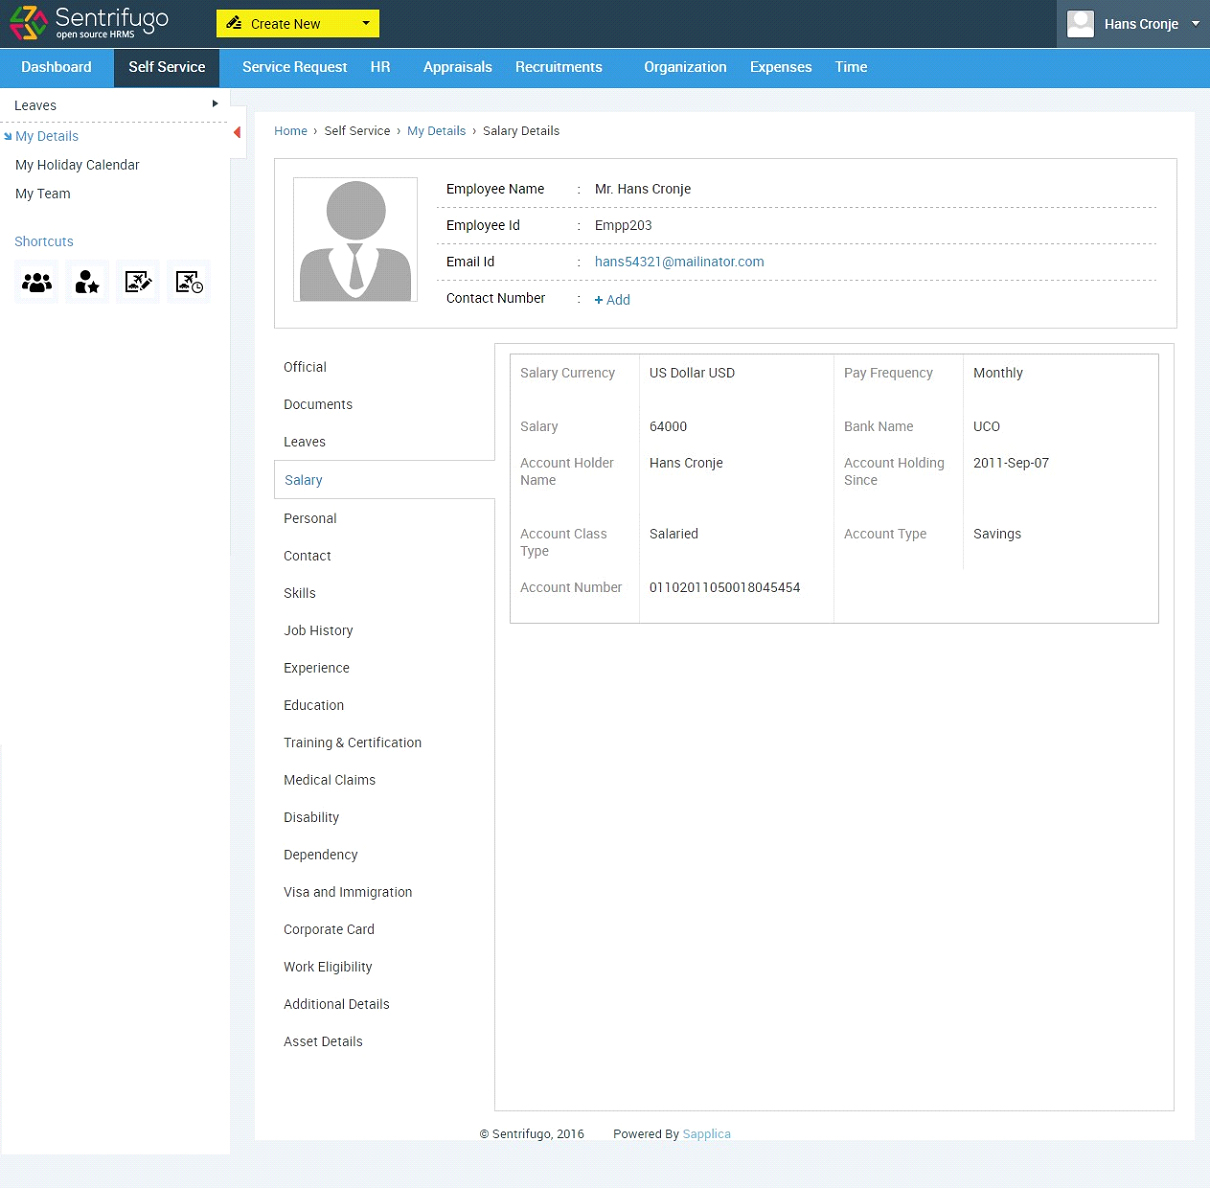 Sentrifugo
open source HRMS
Create New
Hans Cronje
Dashboard Self Service Service Request HR Appraisals Recruitments Organization Expenses Time
Leaves
My Details
My Holiday Calendar
My Team
Shortcuts
Home › Self Service › My Details › Salary Details
Employee Name : Mr. Hans Cronje
Employee Id : Empp203
Email Id : hans54321@mailinator.com
Contact Number : + Add
Official
Documents
Leaves
Salary
Personal
Contact
Skills
Job History
Experience
Education
Training & Certification
Medical Claims
Disability
Dependency
Visa and Immigration
Corporate Card
Work Eligibility
Additional Details
Asset Details
Salary Currency US Dollar USD Pay Frequency Monthly
Salary 64000 Bank Name UCO
Account Holder Name Hans Cronje Account Holding Since 2011-Sep-07
Account Class Type Salaried Account Type Savings
Account Number 01102011050018045454
© Sentrifugo, 2016 Powered By Sapplica